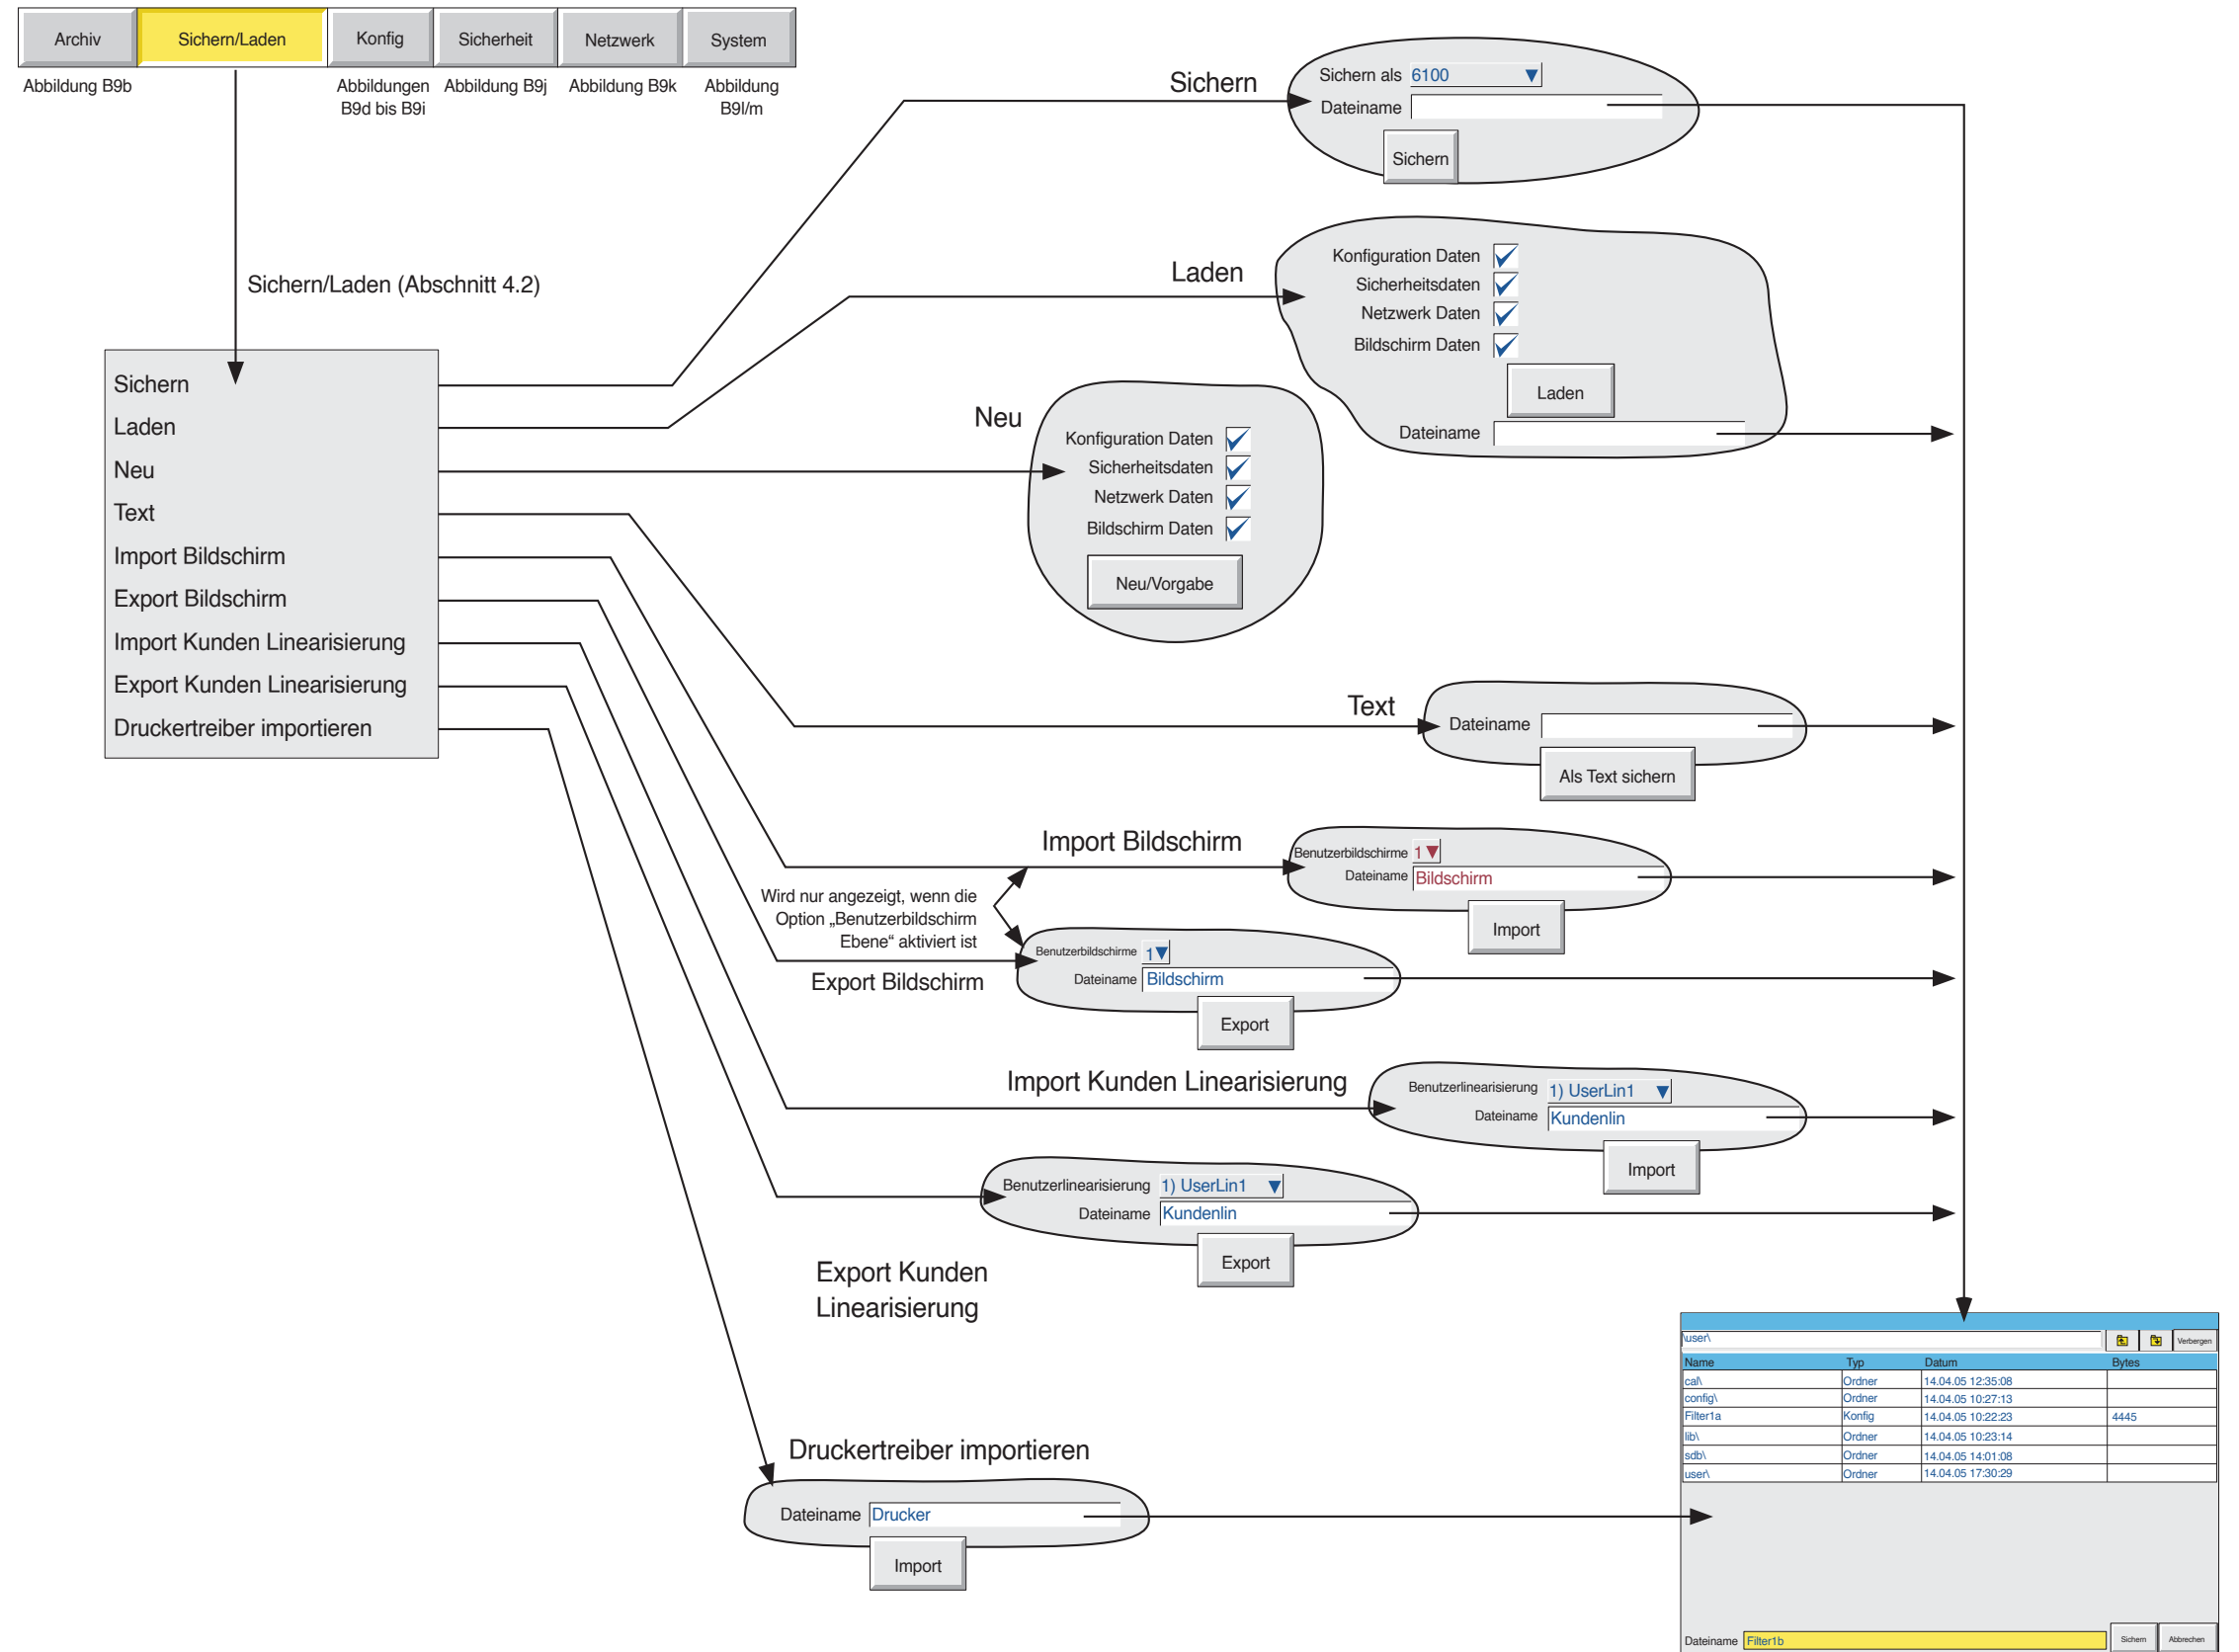 Archiv
Sichern/Laden
Konfig
Sicherheit
Netzwerk
System
Abbildung B9b
Abbildungen
B9d bis B9i
Abbildung B9j
Abbildung B9k
Abbildung
B9l/m
Sichern/Laden (Abschnitt 4.2)
Sichern
Laden
Neu
Text
Import Bildschirm
Export Bildschirm
Import Kunden Linearisierung
Export Kunden Linearisierung
Druckertreiber importieren
Sichern
Sichern als 6100
Dateiname
Sichern
Laden
Konfiguration Daten
Sicherheitsdaten
Netzwerk Daten
Bildschirm Daten
Laden
Dateiname
Neu
Konfiguration Daten
Sicherheitsdaten
Netzwerk Daten
Bildschirm Daten
Neu/Vorgabe
Text
Dateiname
Als Text sichern
Import Bildschirm
Benutzerbildschirme 1
Dateiname Bildschirm
Import
Wird nur angezeigt, wenn die
Option „Benutzerbildschirm
Ebene“ aktiviert ist
Export Bildschirm
Benutzerbildschirme 1
Dateiname Bildschirm
Export
Import Kunden Linearisierung
Benutzerlinearisierung 1) UserLin1
Dateiname Kundenlin
Import
Benutzerlinearisierung 1) UserLin1
Dateiname Kundenlin
Export
Export Kunden
Linearisierung
Druckertreiber importieren
Dateiname Drucker
Import
\user\ Verbergen
Name Typ Datum Bytes
cal\ Ordner 14.04.05 12:35:08
config\ Ordner 14.04.05 10:27:13
Filter1a Konfig 14.04.05 10:22:23 4445
lib\ Ordner 14.04.05 10:23:14
sdb\ Ordner 14.04.05 14:01:08
user\ Ordner 14.04.05 17:30:29
Dateiname Filter1b Sichern Abbrechen